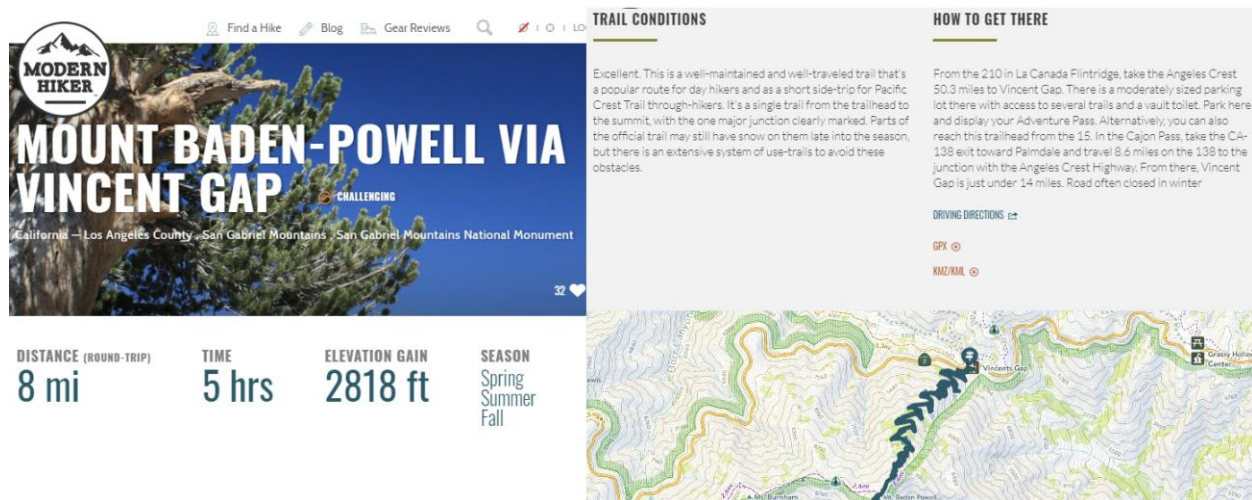 Find a Hike
Blog
Gear Reviews
LO
MODERN
HIKER
MOUNT BADEN-POWELL VIA
VINCENT GAP
CHALLENGING
California — Los Angeles County , San Gabriel Mountains , San Gabriel Mountains National Monument
32
DISTANCE (ROUND-TRIP)
8 mi
TIME
5 hrs
ELEVATION GAIN
2818 ft
SEASON
Spring
Summer
Fall
TRAIL CONDITIONS
Excellent. This is a well-maintained and well-traveled trail that's
a popular route for day hikers and as a short side-trip for Pacific
Crest Trail through-hikers. It's a single trail from the trailhead to
the summit, with the one major junction clearly marked. Parts of
the official trail may still have snow on them late into the season,
but there is an extensive system of use-trails to avoid these
obstacles.
HOW TO GET THERE
From the 210 in La Canada Flintridge, take the Angeles Crest
50.3 miles to Vincent Gap. There is a moderately sized parking
lot there with access to several trails and a vault toilet. Park here
and display your Adventure Pass. Alternatively, you can also
reach this trailhead from the 15. In the Cajon Pass, take the CA-
138 exit toward Palmdale and travel 8.6 miles on the 138 to the
junction with the Angeles Crest Highway. From there, Vincent
Gap is just under 14 miles. Road often closed in winter
DRIVING DIRECTIONS
GPX
KMZ/KML
Vincents Gap
Grassy Hollow
Center
Mt. Burnham
Mt. Baden Powell